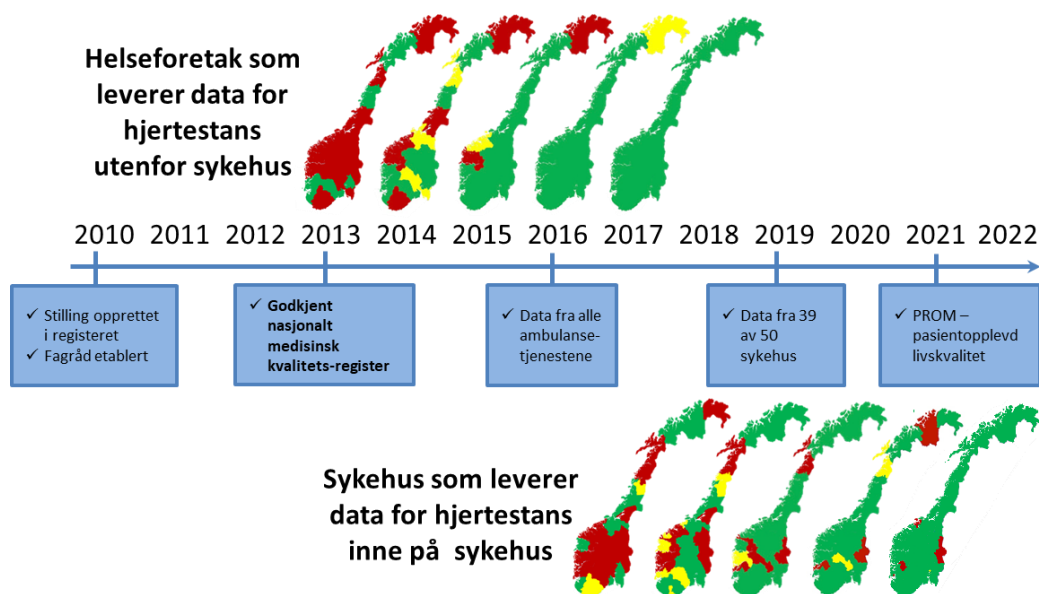 Helseforetak som
leverer data for
hjertestans
utenfor sykehus
2010 2011 2012 2013 2014 2015 2016 2017 2018 2019 2020 2021 2022
✓ Stilling opprettet
i registeret
✓ Fagråd etablert
✓ Godkjent
nasjonalt
medisinsk
kvalitets-register
✓ Data fra alle
ambulanse-
tjenestene
✓ Data fra 39
av 50
sykehus
✓ PROM –
pasientopplevd
livskvalitet
Sykehus som leverer
data for hjertestans
inne på sykehus